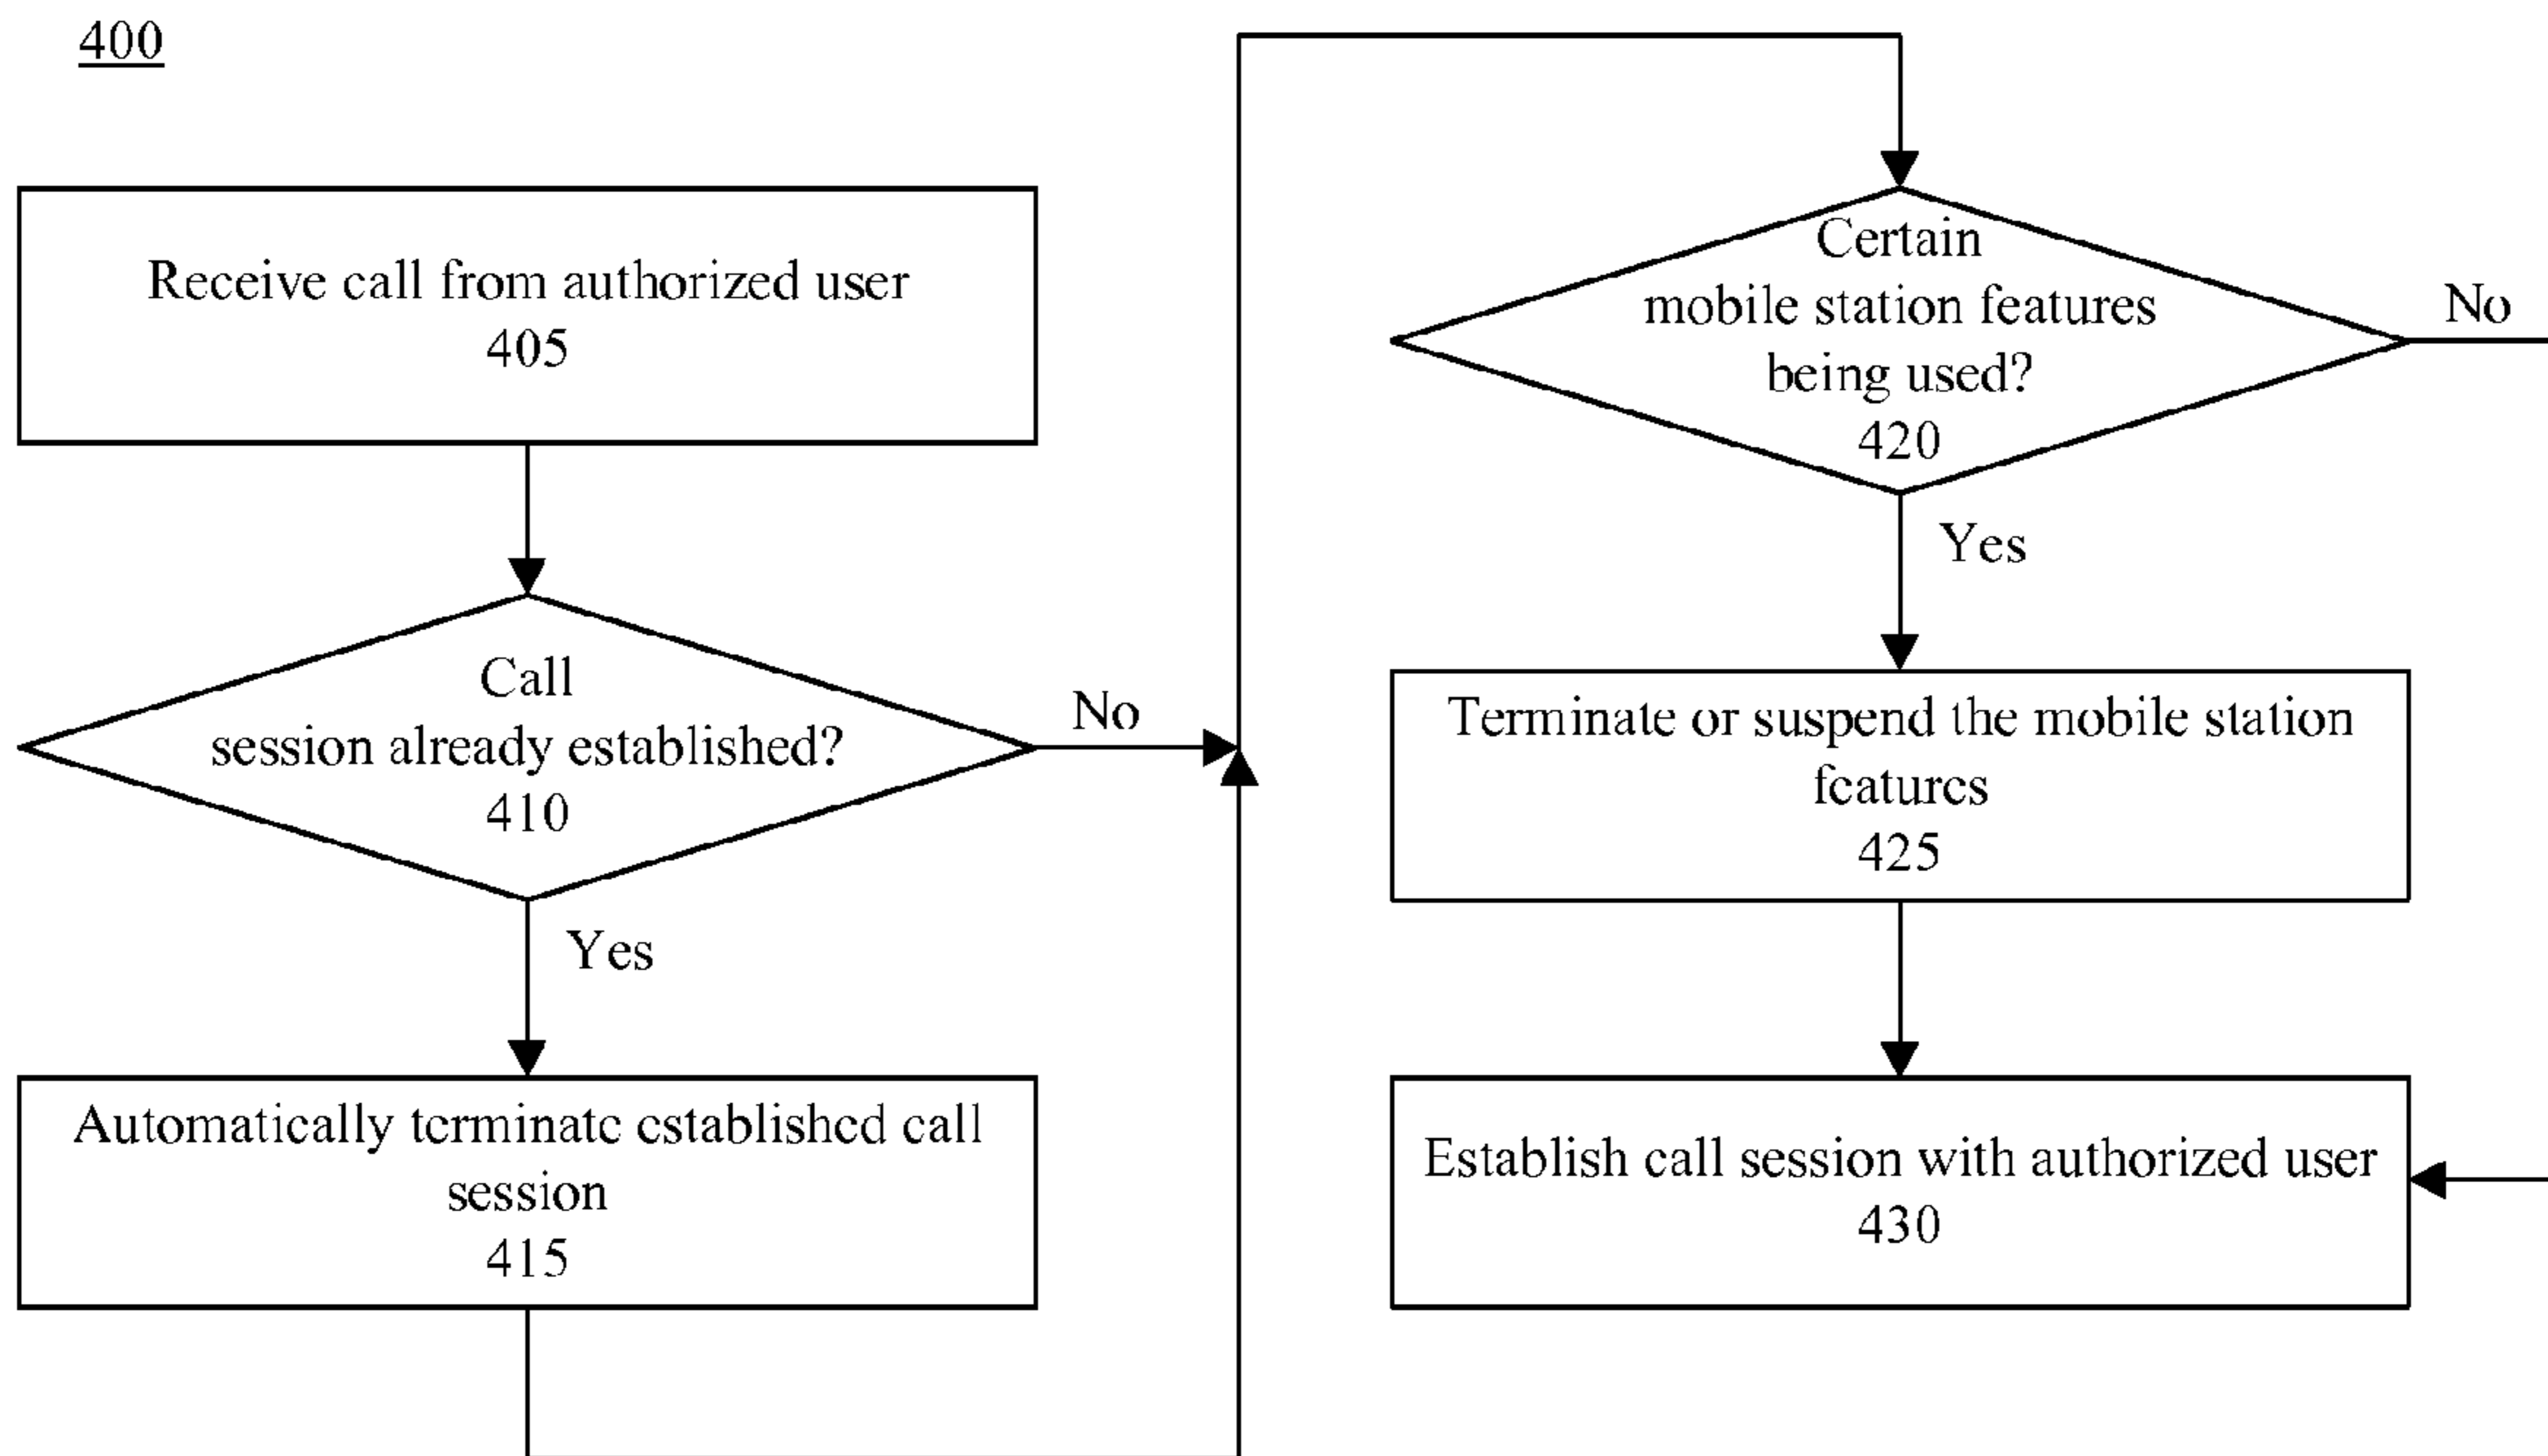 400
Receive call from authorized user
405
Call
session already established?
410
No
Yes
Automatically terminate established call
session
415
Certain
mobile station features
being used?
420
No
Yes
Terminate or suspend the mobile station
features
425
Establish call session with authorized user
430